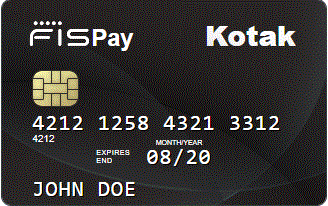 FISPay Kotak
4212 1258 4321 3312
4212
MONTH/YEAR
EXPIRES END 08/20
JOHN DOE